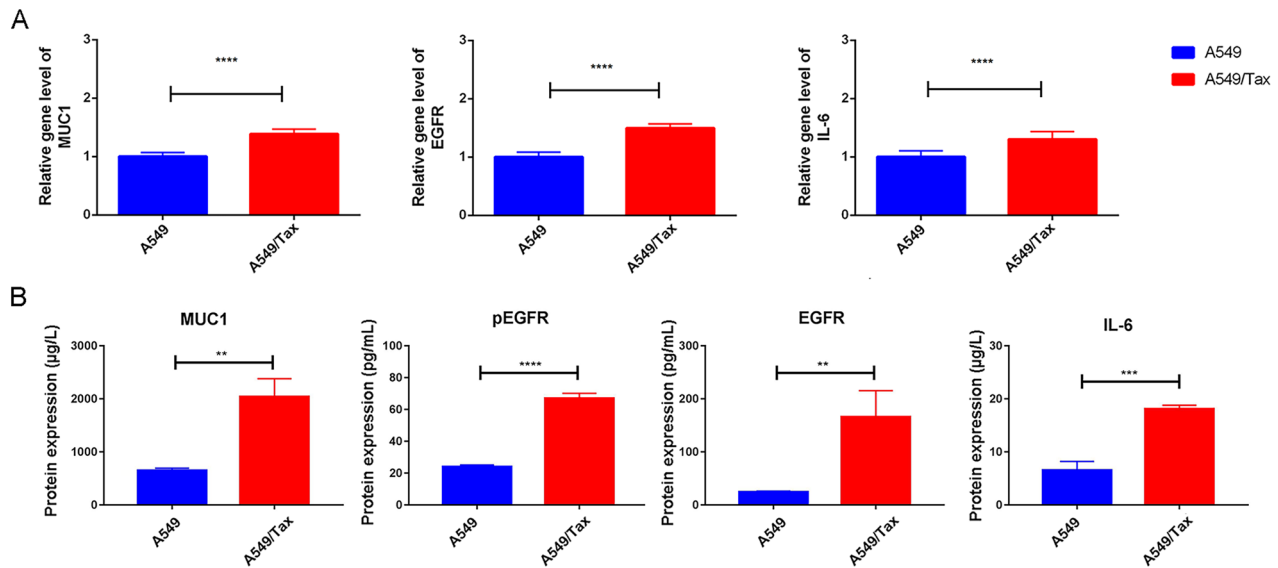 A
Relative gene level of
MUC1
3
2
1
0
****
A549
A549/Tax
Relative gene level of
EGFR
3
2
1
0
****
A549
A549/Tax
Relative gene level of
IL-6
3
2
1
0
****
A549
A549/Tax
A549
A549/Tax
B
MUC1
Protein expression (µg/L)
3000
2000
1000
0
**
A549
A549/Tax
pEGFR
Protein expression (pg/mL)
100
80
60
40
20
0
****
A549
A549/Tax
EGFR
Protein expression (pg/mL)
300
200
100
0
**
A549
A549/Tax
IL-6
Protein expression (µg/L)
30
20
10
0
***
A549
A549/Tax